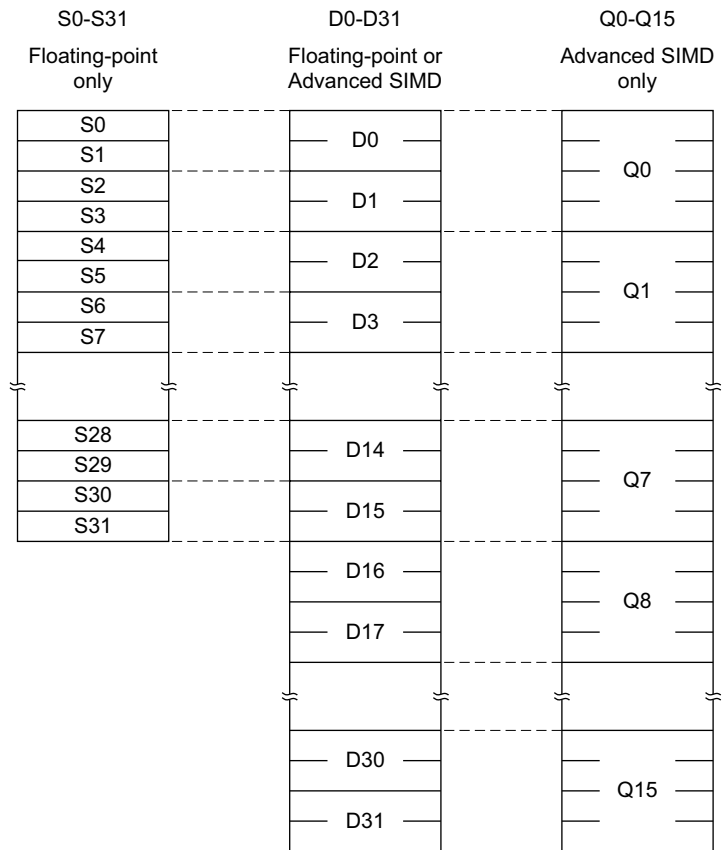 S0-S31
Floating-point
only
S0
S1
S2
S3
S4
S5
S6
S7
S28
S29
S30
S31
D0-D31
Floating-point or
Advanced SIMD
D0
D1
D2
D3
D14
D15
D16
D17
D30
D31
Q0-Q15
Advanced SIMD
only
Q0
Q1
Q7
Q8
Q15